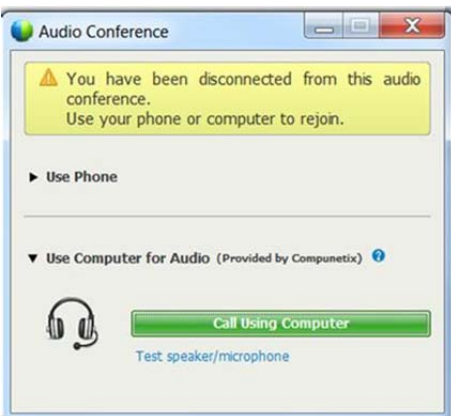 Audio Conference
You have been disconnected from this audio
conference.
Use your phone or computer to rejoin.
Use Phone
Use Computer for Audio (Provided by Compunetix)
Call Using Computer
Test speaker/microphone